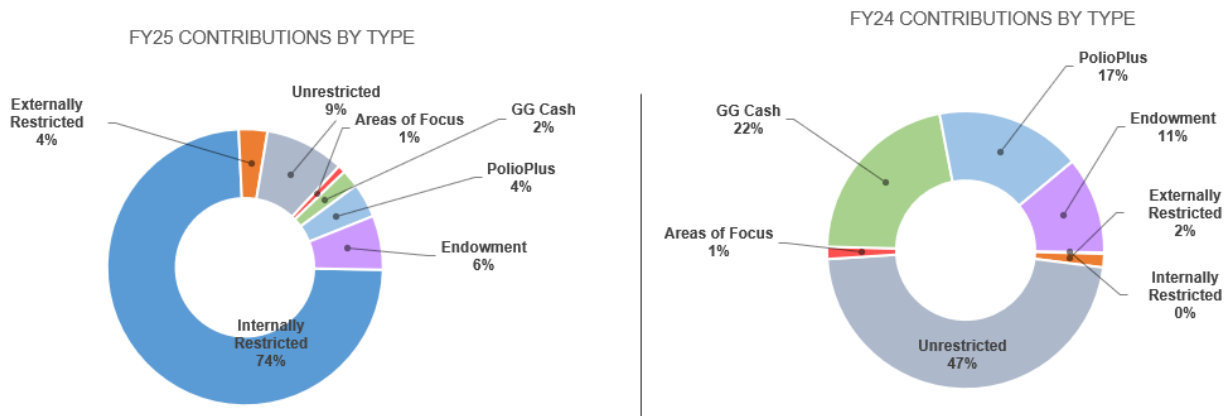 FY25 CONTRIBUTIONS BY TYPE
Externally
Restricted
4%
Unrestricted
9%
Areas of Focus
1%
GG Cash
2%
PolioPlus
4%
Endowment
6%
Internally
Restricted
74%
FY24 CONTRIBUTIONS BY TYPE
PolioPlus
17%
GG Cash
22%
Endowment
11%
Externally
Restricted
2%
Areas of Focus
1%
Internally
Restricted
0%
Unrestricted
47%